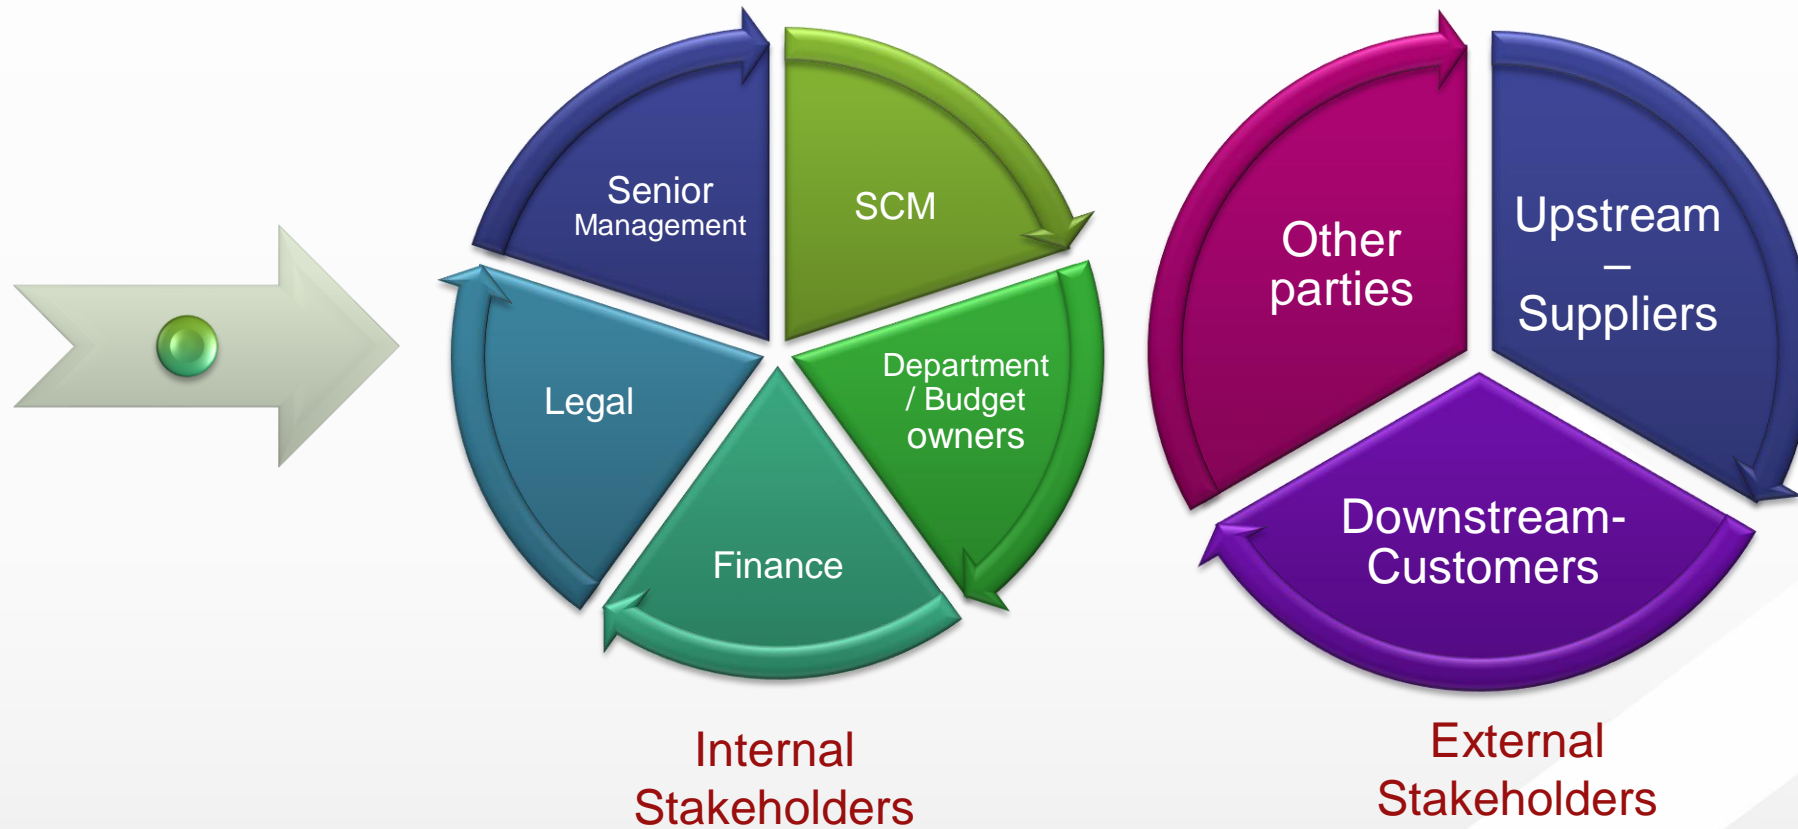 Senior
Management
SCM
Department
/ Budget
owners
Finance
Legal
Internal
Stakeholders
Other
parties
Upstream
–
Suppliers
Downstream-
Customers
External
Stakeholders